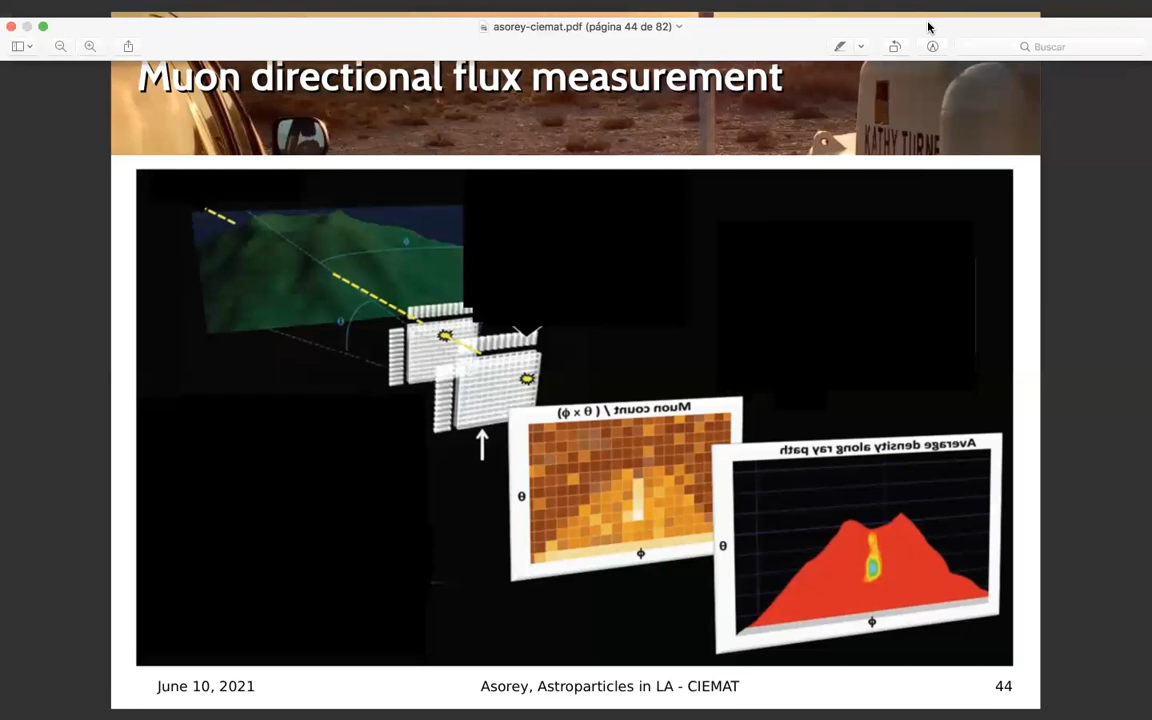 asorey-ciemat.pdf (página 44 de 82)
Buscar
Muon directional flux measurement
KATHY TURNE
ϕ
θ
Muon count / ( θ x ϕ)
θ
ϕ
Average density along ray path
θ
ϕ
June 10, 2021
Asorey, Astroparticles in LA - CIEMAT
44